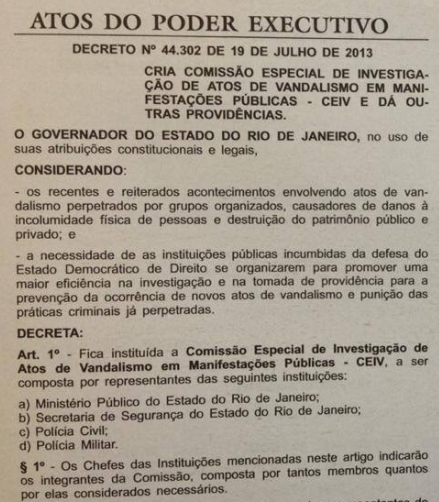 ATOS DO PODER EXECUTIVO
DECRETO Nº 44.302 DE 19 DE JULHO DE 2013
CRIA COMISSÃO ESPECIAL DE INVESTIGA-
ÇÃO DE ATOS DE VANDALISMO EM MANI-
FESTAÇÕES PÚBLICAS - CEIV E DÁ OU-
TRAS PROVIDÊNCIAS.
O GOVERNADOR DO ESTADO DO RIO DE JANEIRO, no uso de
suas atribuições constitucionais e legais,
CONSIDERANDO:
- os recentes e reiterados acontecimentos envolvendo atos de van-
dalismo perpetrados por grupos organizados, causadores de danos à
incolumidade física de pessoas e destruição do patrimônio público e
privado; e
- a necessidade de as instituições públicas incumbidas da defesa do
Estado Democrático de Direito se organizarem para promover uma
maior eficiência na investigação e na tomada de providência para a
prevenção da ocorrência de novos atos de vandalismo e punição das
práticas criminais já perpetradas.
DECRETA:
Art. 1º - Fica instituída a Comissão Especial de Investigação de
Atos de Vandalismo em Manifestações Públicas - CEIV, a ser
composta por representantes das seguintes instituições:
a) Ministério Público do Estado do Rio de Janeiro;
b) Secretaria de Segurança do Estado do Rio de Janeiro;
c) Polícia Civil;
d) Polícia Militar.
§ 1º - Os Chefes das Instituições mencionadas neste artigo indicarão
os integrantes da Comissão, composta por tantos membros quantos
por elas considerados necessários.